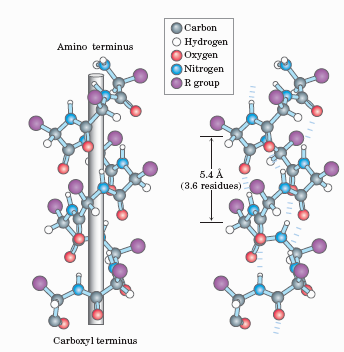 Amino terminus
Carbon
Hydrogen
Oxygen
Nitrogen
R group
5.4 Å
(3.6 residues)
Carboxyl terminus